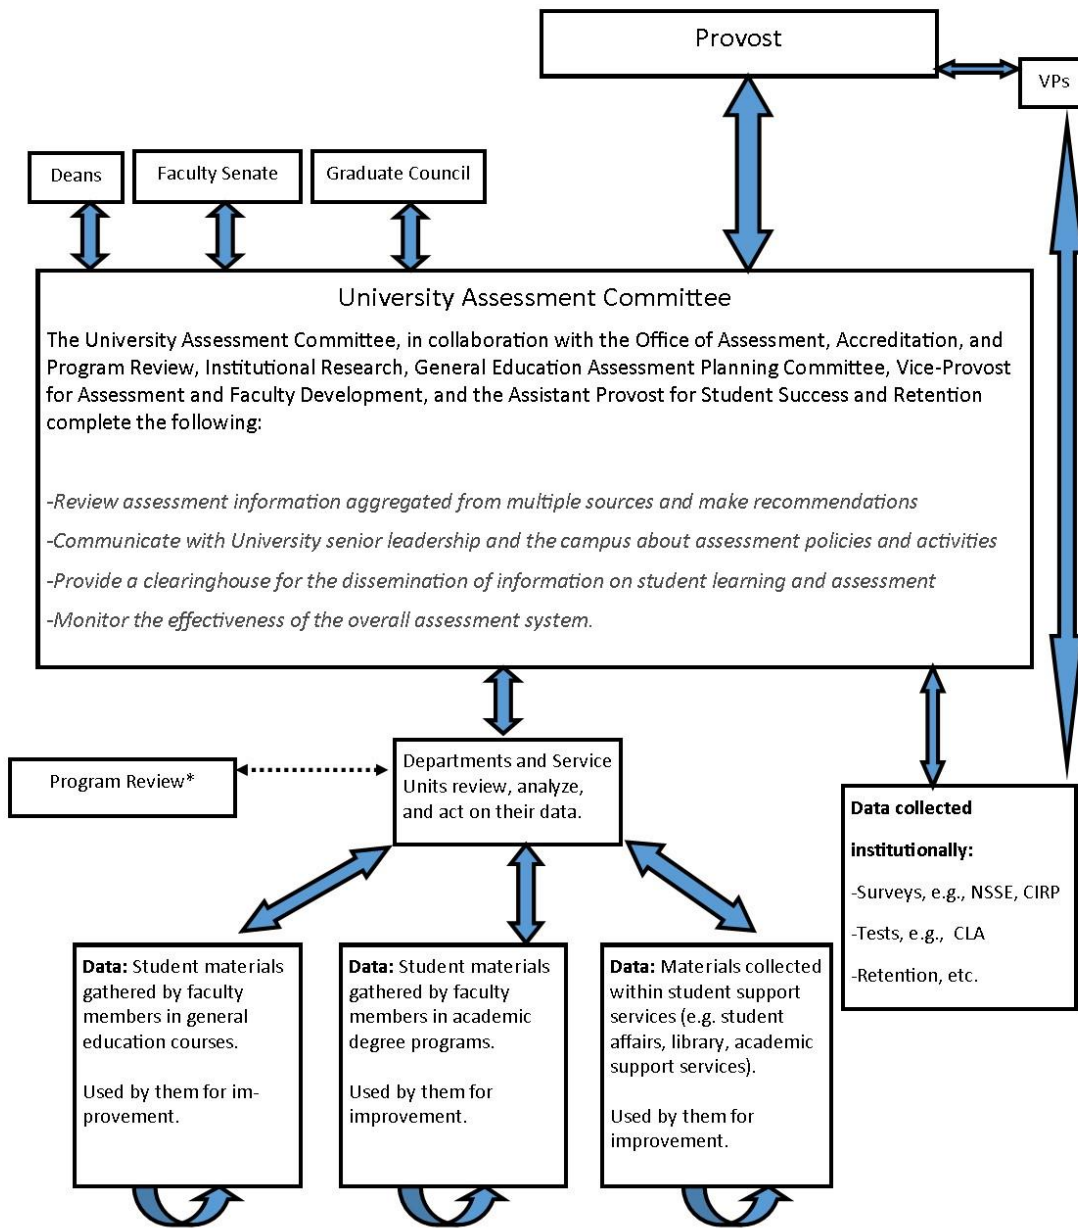 Provost
VPs
Deans
Faculty Senate
Graduate Council
University Assessment Committee
The University Assessment Committee, in collaboration with the Office of Assessment, Accreditation, and
Program Review, Institutional Research, General Education Assessment Planning Committee, Vice-Provost
for Assessment and Faculty Development, and the Assistant Provost for Student Success and Retention
complete the following:
-Review assessment information aggregated from multiple sources and make recommendations
-Communicate with University senior leadership and the campus about assessment policies and activities
-Provide a clearinghouse for the dissemination of information on student learning and assessment
-Monitor the effectiveness of the overall assessment system.
Program Review*
Departments and Service
Units review, analyze,
and act on their data.
Data collected
institutionally:
-Surveys, e.g., NSSE, CIRP
-Tests, e.g.,  CLA
-Retention, etc.
Data: Student materials
gathered by faculty
members in general
education courses.
Used by them for im-
provement.
Data: Student materials
gathered by faculty
members in academic
degree programs.
Used by them for
improvement.
Data: Materials collected
within student support
services (e.g. student
affairs, library, academic
support services).
Used by them for
improvement.